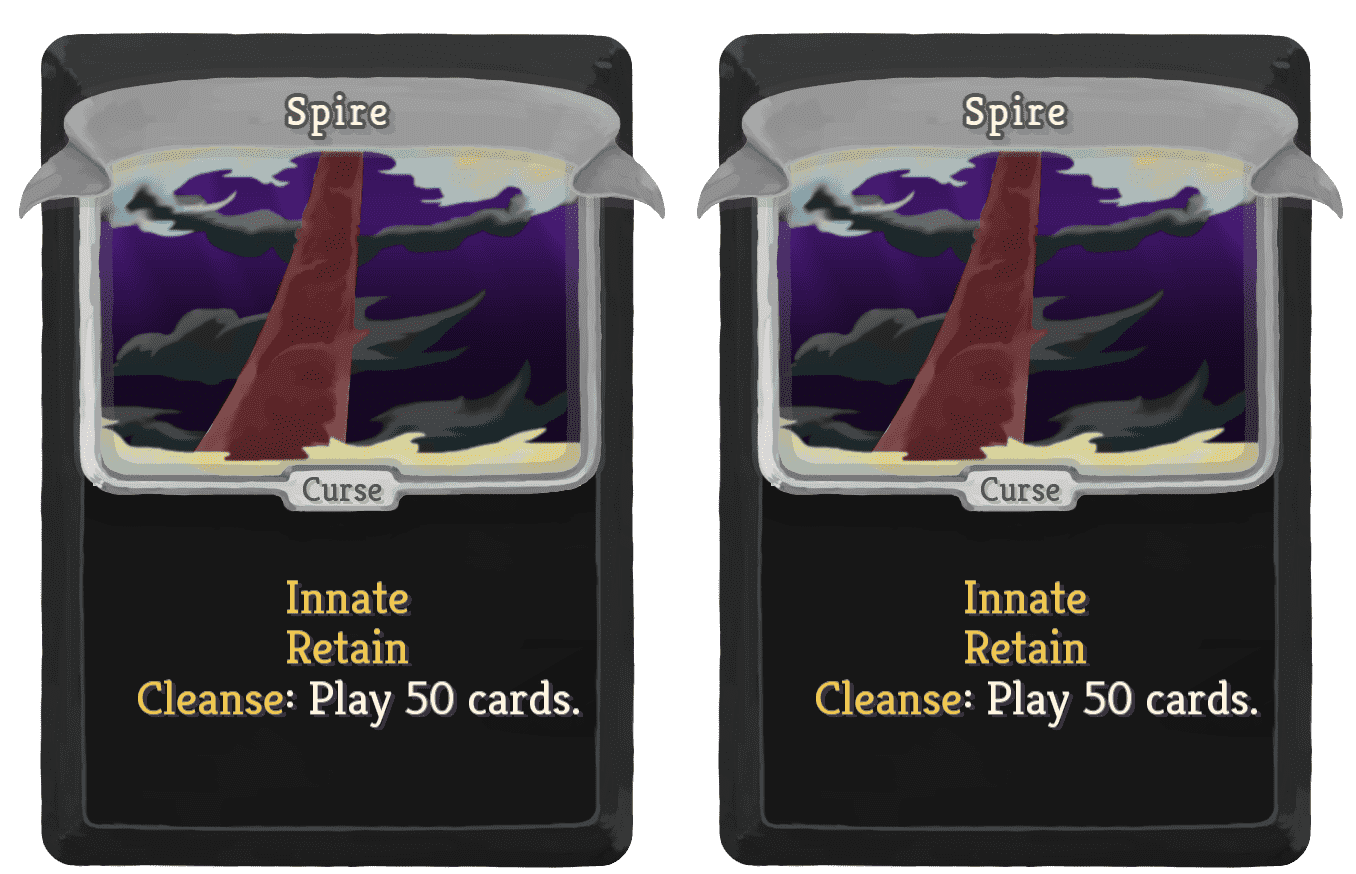 Spire
Curse
Innate
Retain
Cleanse: Play 50 cards.
Spire
Curse
Innate
Retain
Cleanse: Play 50 cards.